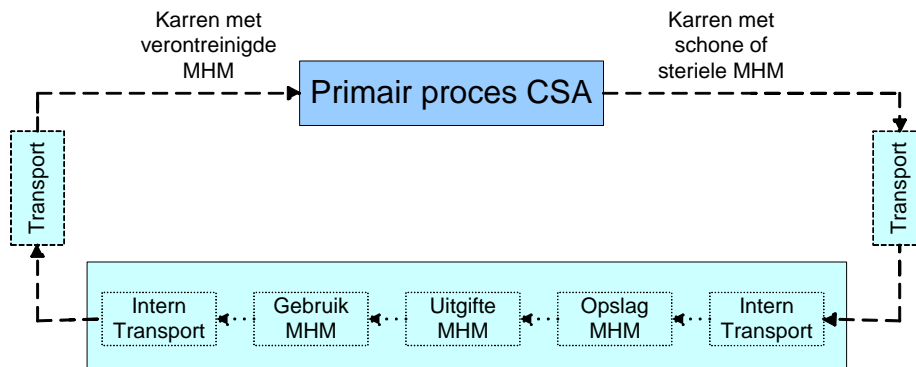 Karren met
verontreinigde
MHM
Karren met
schone of
steriele MHM
Primair proces CSA
Transport
Transport
Intern
Transport
Gebruik
MHM
Uitgifte
MHM
Opslag
MHM
Intern
Transport